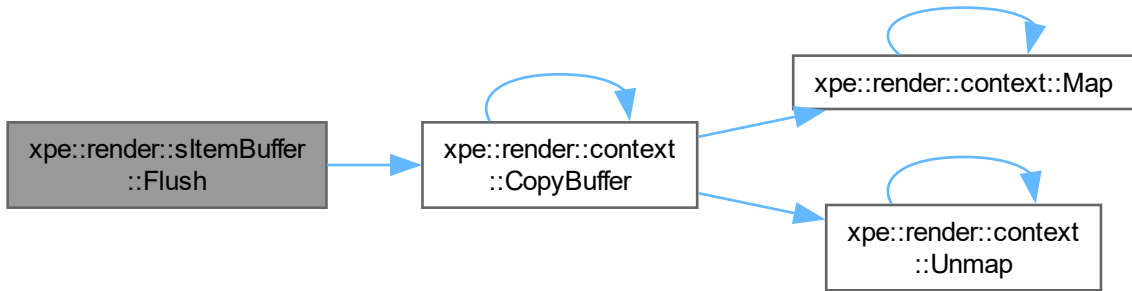 xpe::render::sItemBuffer
::Flush
xpe::render::context
::CopyBuffer
xpe::render::context::Map
xpe::render::context
::Unmap